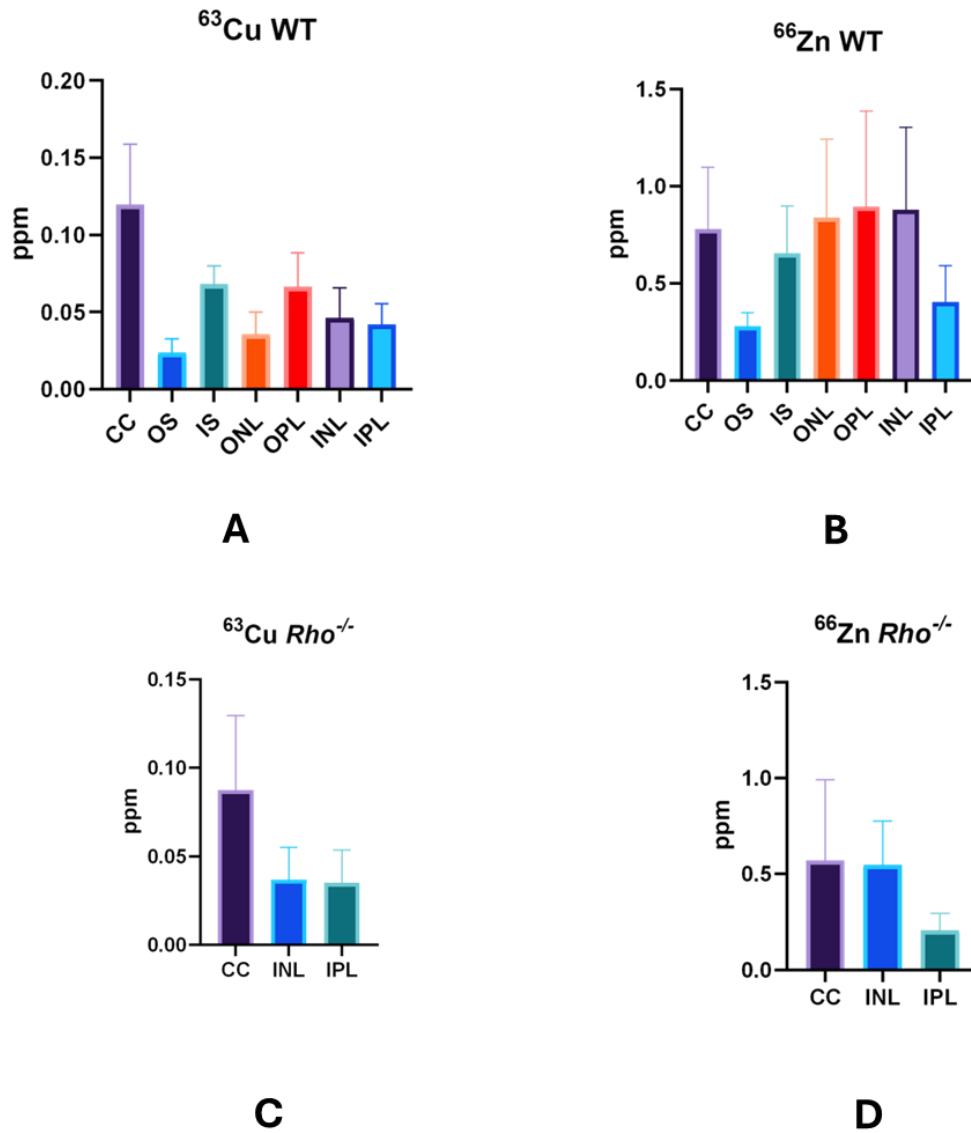 ⁶³Cu WT
ppm
0.20
0.15
0.10
0.05
0.00
CC OS IS ONL OPL INL IPL
A
⁶⁶Zn WT
ppm
1.5
1.0
0.5
0.0
CC OS IS ONL OPL INL IPL
B
⁶³Cu Rho⁻/⁻
ppm
0.15
0.10
0.05
0.00
CC INL IPL
C
⁶⁶Zn Rho⁻/⁻
ppm
1.5
1.0
0.5
0.0
CC INL IPL
D